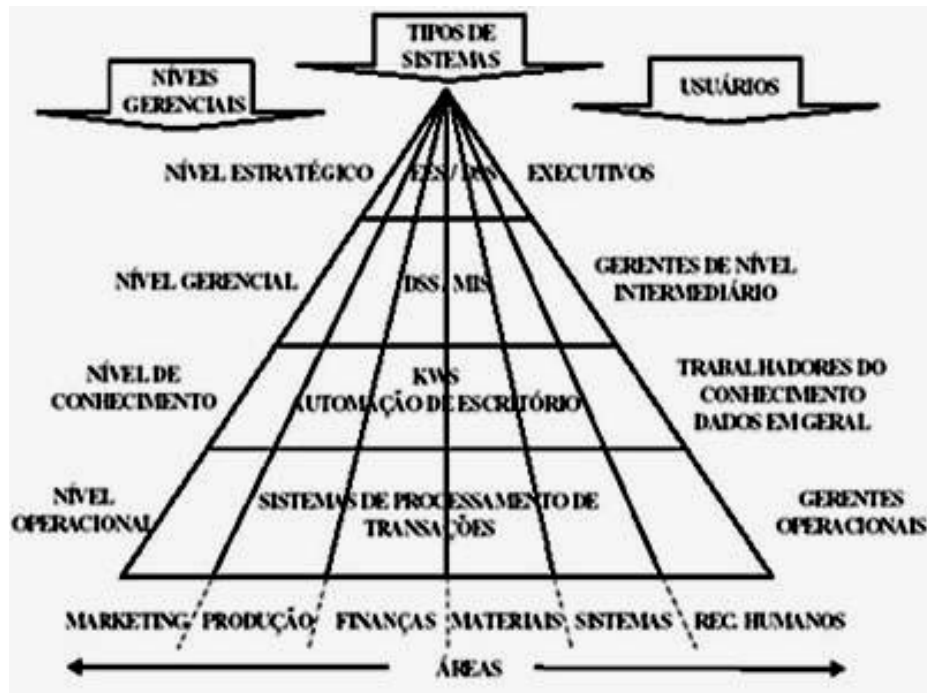 TIPOS DE
SISTEMAS
NÍVEIS
GERENCIAIS
USUÁRIOS
NÍVEL ESTRATÉGICO
EES / DSS
EXECUTIVOS
NÍVEL GERENCIAL
DSS / MIS
GERENTES DE NÍVEL
INTERMEDIÁRIO
NÍVEL DE
CONHECIMENTO
KWS
AUTOMAÇÃO DE ESCRITÓRIO
TRABALHADORES DO
CONHECIMENTO
DADOS EM GERAL
NÍVEL
OPERACIONAL
SISTEMAS DE PROCESSAMENTO DE
TRANSAÇÕES
GERENTES
OPERACIONAIS
MARKETING PRODUÇÃO FINANÇAS MATERIAIS SISTEMAS REC. HUMANOS
ÁREAS